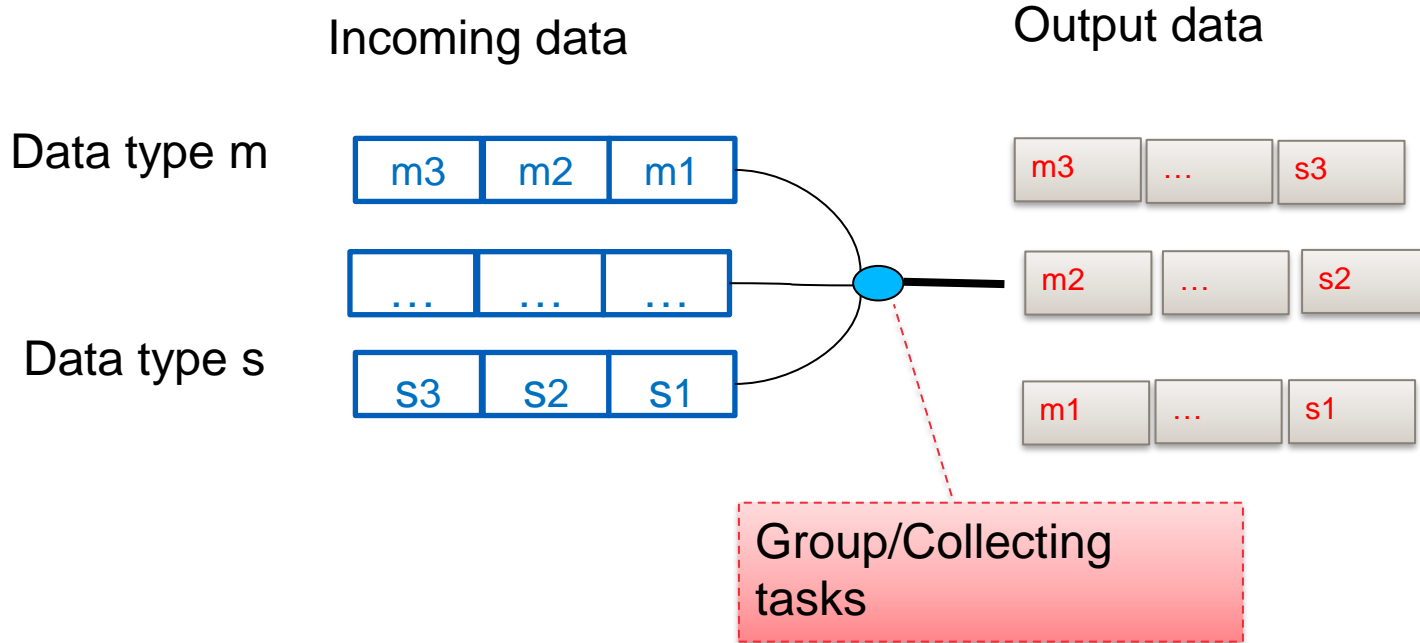 Incoming data
Output data
Data type m
m3 m2 m1
m3 … s3
… … …
m2 … s2
Data type s
s3 s2 s1
m1 … s1
Group/Collecting
tasks